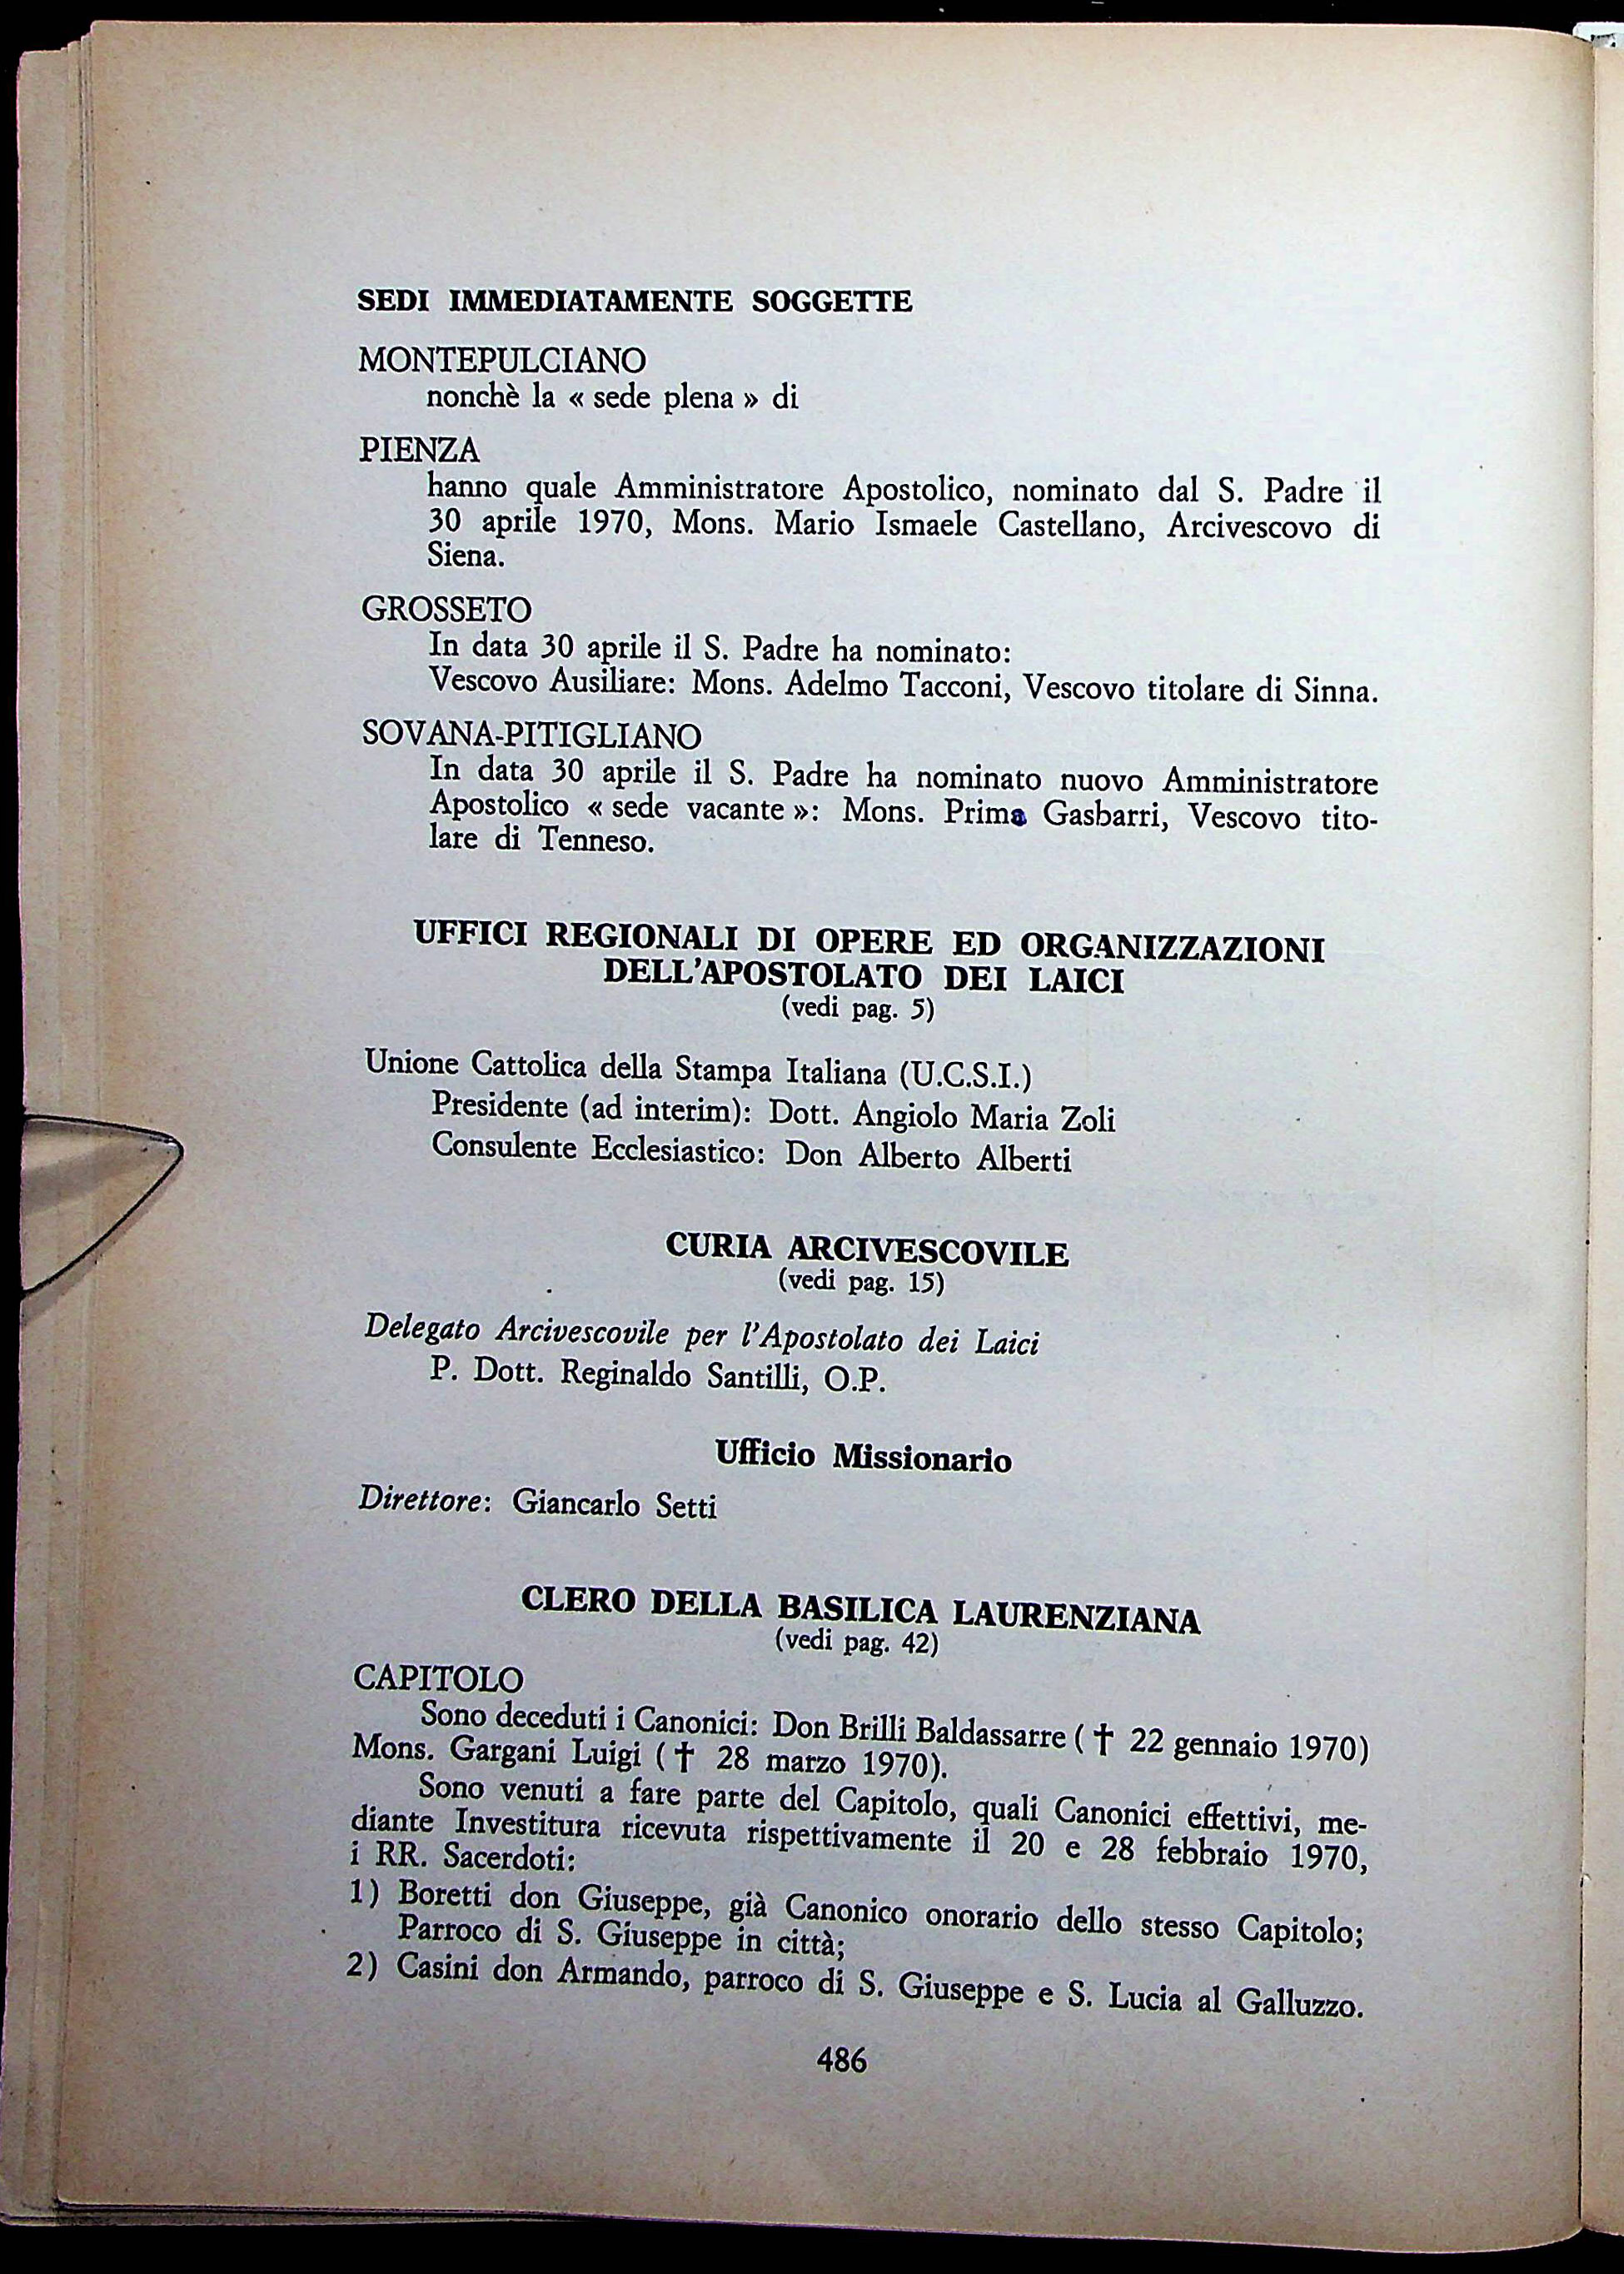 SEDI IMMEDIATAMENTE SOGGETTE
MONTEPULCIANO
nonchè la « sede plena » di
PIENZA
hanno quale Amministratore Apostolico, nominato dal S. Padre il
30 aprile 1970, Mons. Mario Ismaele Castellano, Arcivescovo di
Siena.
GROSSETO
In data 30 aprile il S. Padre ha nominato:
Vescovo Ausiliare: Mons. Adelmo Tacconi, Vescovo titolare di Sinna.
SOVANA-PITIGLIANO
In data 30 aprile il S. Padre ha nominato nuovo Amministratore
Apostolico « sede vacante »: Mons. Prima Gasbarri, Vescovo tito-
lare di Tenneso.
UFFICI REGIONALI DI OPERE ED ORGANIZZAZIONI
DELL'APOSTOLATO DEI LAICI
(vedi pag. 5)
Unione Cattolica della Stampa Italiana (U.C.S.I.)
Presidente (ad interim): Dott. Angiolo Maria Zoli
Consulente Ecclesiastico: Don Alberto Alberti
CURIA ARCIVESCOVILE
(vedi pag. 15)
Delegato Arcivescovile per l'Apostolato dei Laici
P. Dott. Reginaldo Santilli, O.P.
Ufficio Missionario
Direttore: Giancarlo Setti
CLERO DELLA BASILICA LAURENZIANA
(vedi pag. 42)
CAPITOLO
Sono deceduti i Canonici: Don Brilli Baldassarre ( † 22 gennaio 1970)
Mons. Gargani Luigi ( † 28 marzo 1970).
Sono venuti a fare parte del Capitolo, quali Canonici effettivi, me-
diante Investitura ricevuta rispettivamente il 20 e 28 febbraio 1970,
i RR. Sacerdoti:
1) Boretti don Giuseppe, già Canonico onorario dello stesso Capitolo;
Parroco di S. Giuseppe in città;
2) Casini don Armando, parroco di S. Giuseppe e S. Lucia al Galluzzo.
486